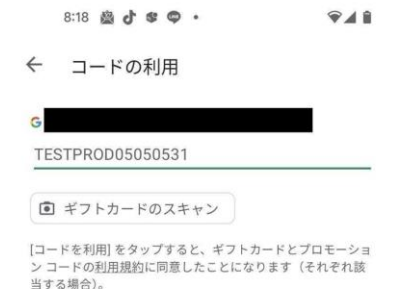 8:18
コードの利用
TESTPROD05050531
ギフトカードのスキャン
[コードを利用] をタップすると、ギフトカードとプロモーショ
ン コードの利用規約に同意したことになります（それぞれ該
当する場合）。